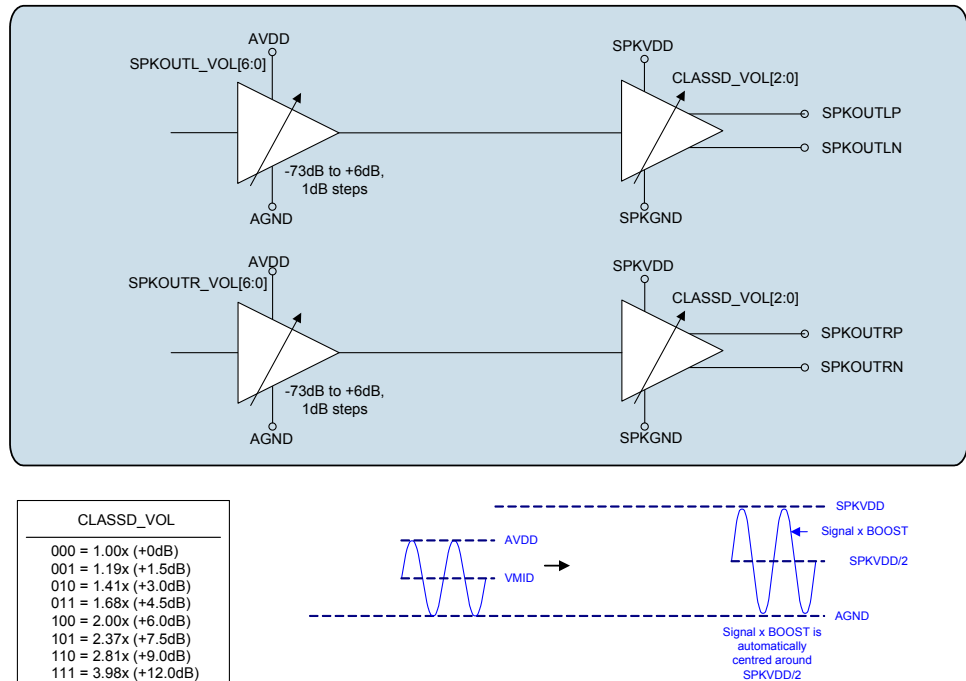 AVDD
SPKOUTL_VOL[6:0]
-73dB to +6dB,
1dB steps
AGND
SPKVDD
CLASSD_VOL[2:0]
SPKOUTLP
SPKOUTLN
SPKGND
AVDD
SPKOUTR_VOL[6:0]
-73dB to +6dB,
1dB steps
AGND
SPKVDD
CLASSD_VOL[2:0]
SPKOUTRP
SPKOUTRN
SPKGND
CLASSD_VOL
000 = 1.00x (+0dB)
001 = 1.19x (+1.5dB)
010 = 1.41x (+3.0dB)
011 = 1.68x (+4.5dB)
100 = 2.00x (+6.0dB)
101 = 2.37x (+7.5dB)
110 = 2.81x (+9.0dB)
111 = 3.98x (+12.0dB)
AVDD
VMID
SPKVDD
Signal x BOOST
SPKVDD/2
AGND
Signal x BOOST is
automatically
centred around
SPKVDD/2